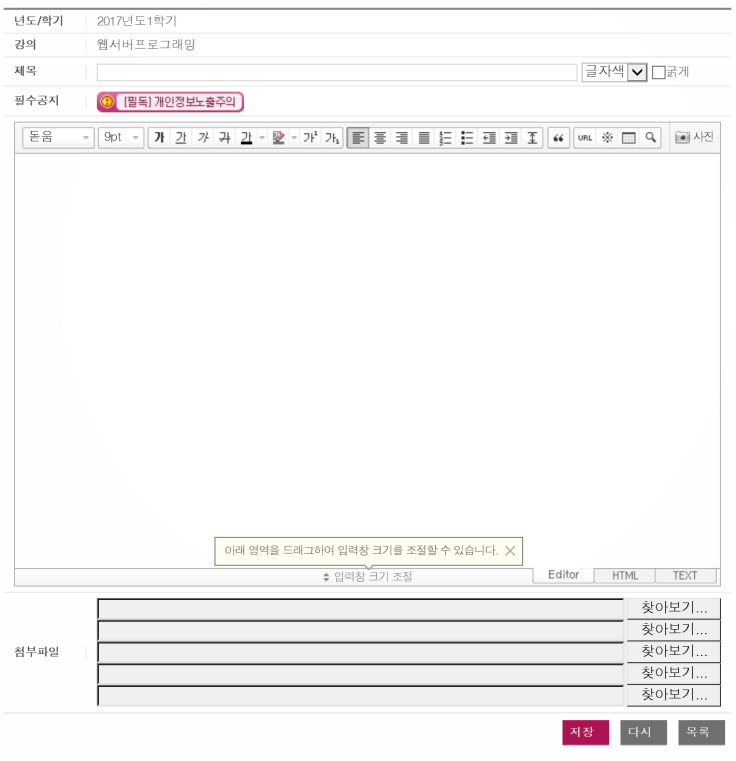 년도/학기 2017년도1학기
강의 웹서버프로그래밍
제목 글자색 굵게
필수공지 [필독] 개인정보노출주의
돋움 9pt 가 가 가 가 가 가¹ 가₁ URL 사진
아래 영역을 드래그하여 입력창 크기를 조절할 수 있습니다.
입력창 크기 조절 Editor HTML TEXT
찾아보기...
찾아보기...
첨부파일 찾아보기...
찾아보기...
찾아보기...
저장 다시 목록